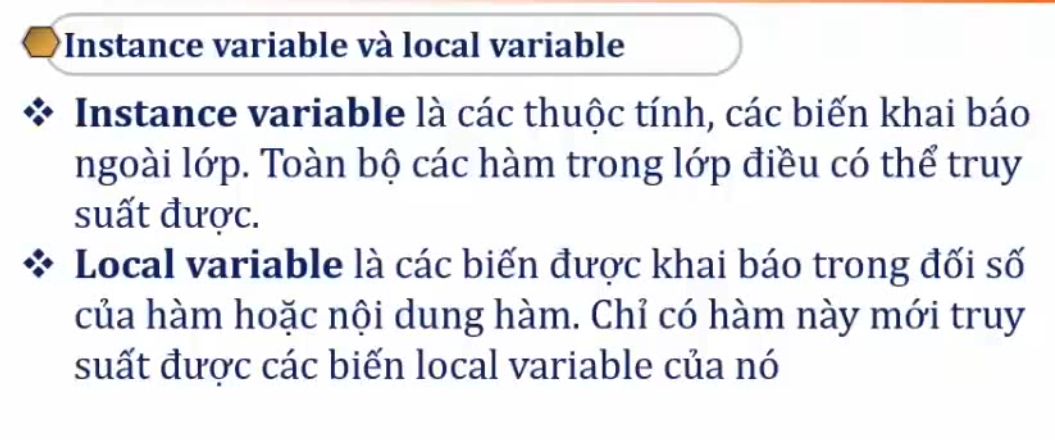 Instance variable và local variable
❖ Instance variable là các thuộc tính, các biến khai báo
ngoài lớp. Toàn bộ các hàm trong lớp điều có thể truy
suất được.
❖ Local variable là các biến được khai báo trong đối số
của hàm hoặc nội dung hàm. Chỉ có hàm này mới truy
suất được các biến local variable của nó